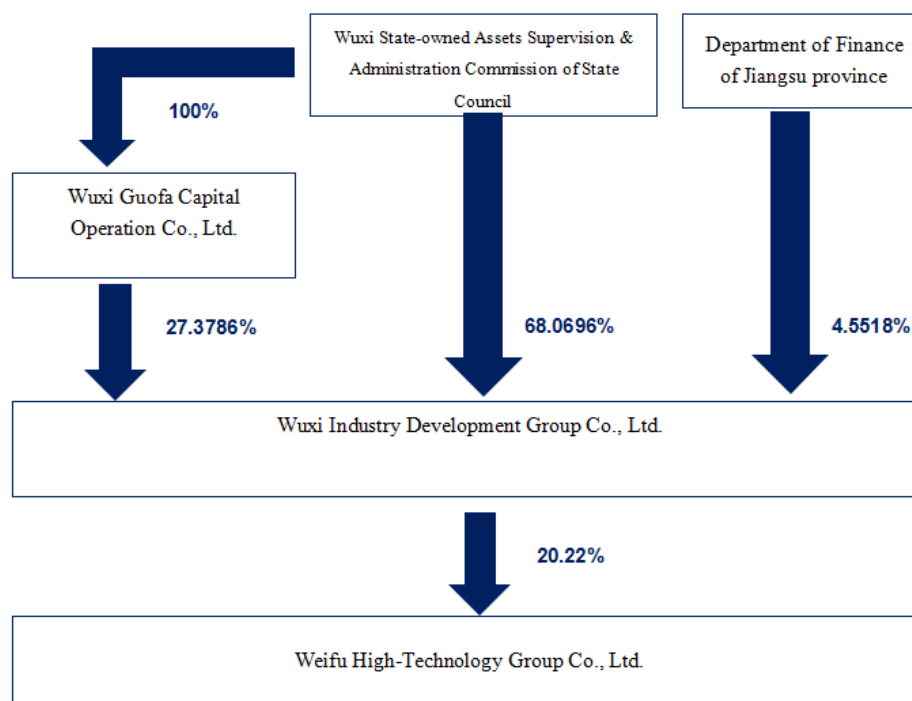 Wuxi State-owned Assets Supervision &
Administration Commission of State
Council
Department of Finance
of Jiangsu province
100%
Wuxi Guofa Capital
Operation Co., Ltd.
27.3786%
68.0696%
4.5518%
Wuxi Industry Development Group Co., Ltd.
20.22%
Weifu High-Technology Group Co., Ltd.